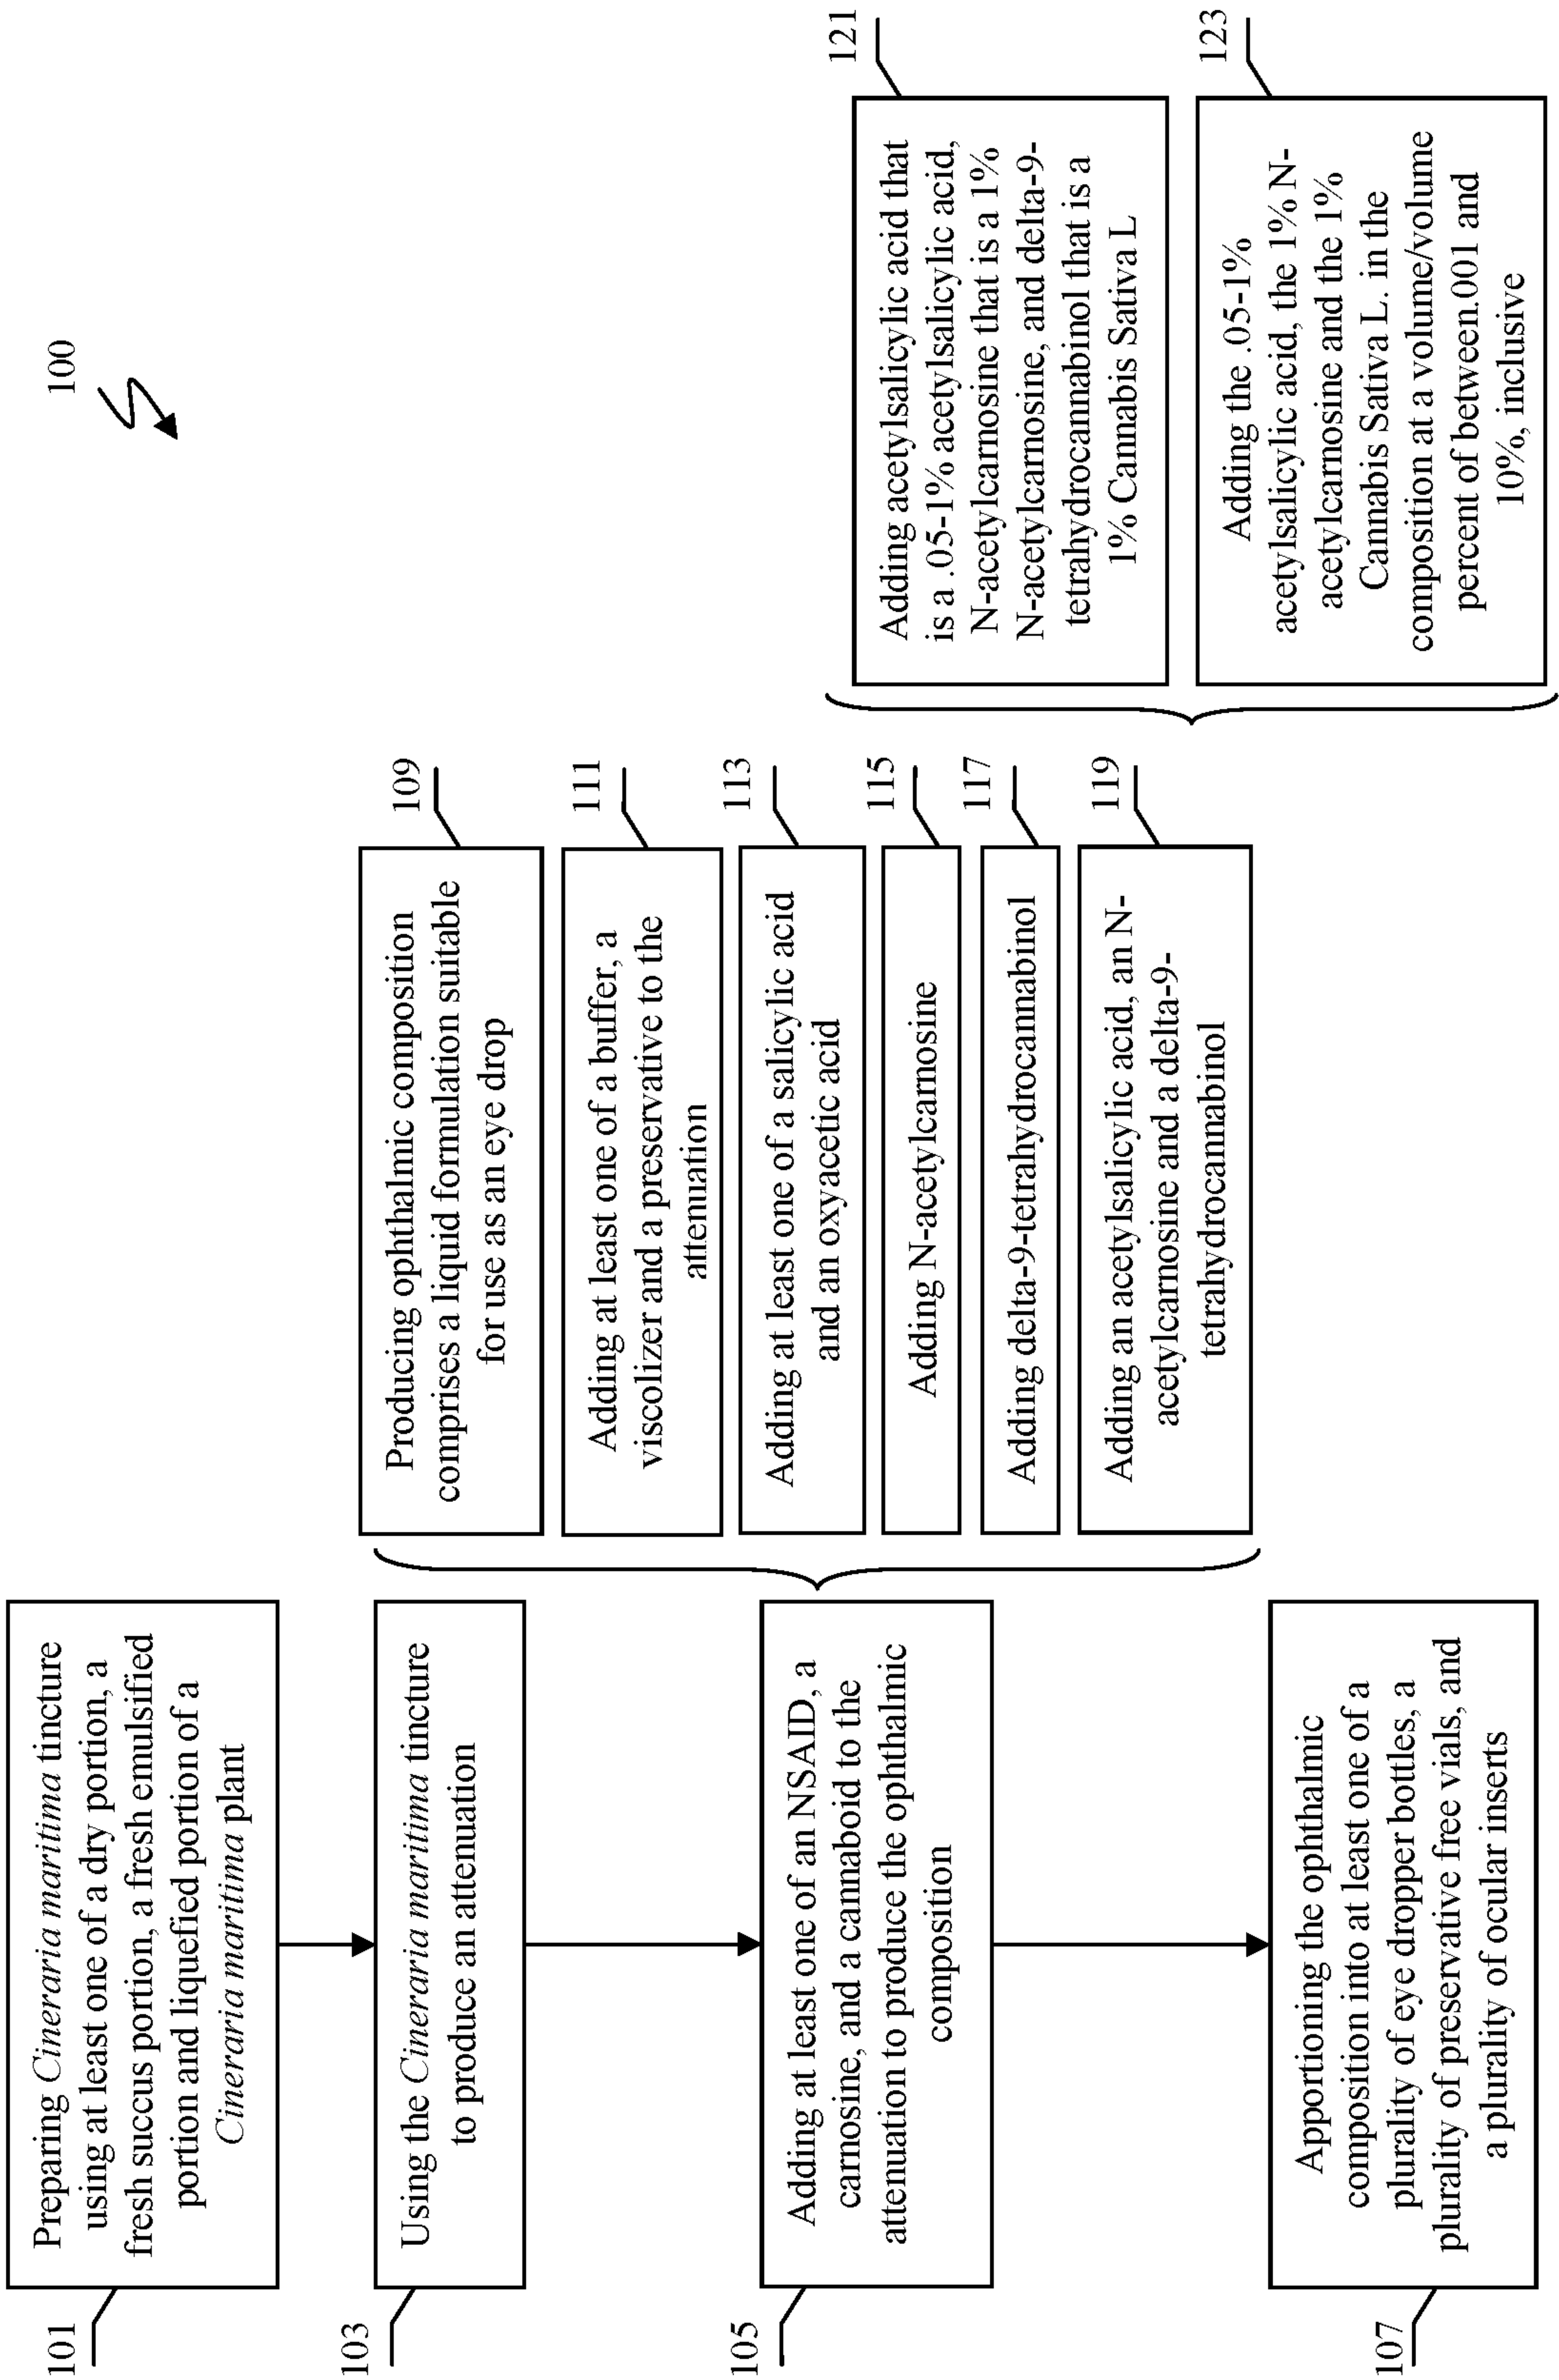 100
101
Preparing Cineraria maritima tincture
using at least one of a dry portion, a
fresh succus portion, a fresh emulsified
portion and liquefied portion of a
Cineraria maritima plant
103
Using the Cineraria maritima tincture
to produce an attenuation
105
Adding at least one of an NSAID, a
carnosine, and a cannaboid to the
attenuation to produce the ophthalmic
composition
107
Apportioning the ophthalmic
composition into at least one of a
plurality of eye dropper bottles, a
plurality of preservative free vials, and
a plurality of ocular inserts
109
Producing ophthalmic composition
comprises a liquid formulation suitable
for use as an eye drop
111
Adding at least one of a buffer, a
viscolizer and a preservative to the
attenuation
113
Adding at least one of a salicylic acid
and an oxyacetic acid
115
Adding N-acetylcarnosine
117
Adding delta-9-tetrahydrocannabinol
119
Adding an acetylsalicylic acid, an N-
acetylcarnosine and a delta-9-
tetrahydrocannabinol
121
Adding acetylsalicylic acid that
is a .05-1% acetylsalicylic acid,
N-acetylcarnosine that is a 1%
N-acetylcarnosine, and delta-9-
tetrahydrocannabinol that is a
1% Cannabis Sativa L
123
Adding the .05-1%
acetylsalicylic acid, the 1% N-
acetylcarnosine and the 1%
Cannabis Sativa L. in the
composition at a volume/volume
percent of between.001 and
10%, inclusive